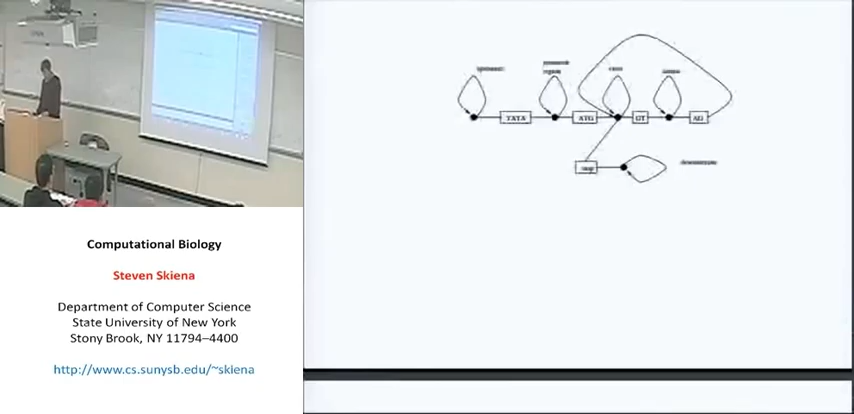 Computational Biology
Steven Skiena
Department of Computer Science
State University of New York
Stony Brook, NY 11794–4400
http://www.cs.sunysb.edu/~skiena
TATA
ATG
GT
AG
stop
downstream